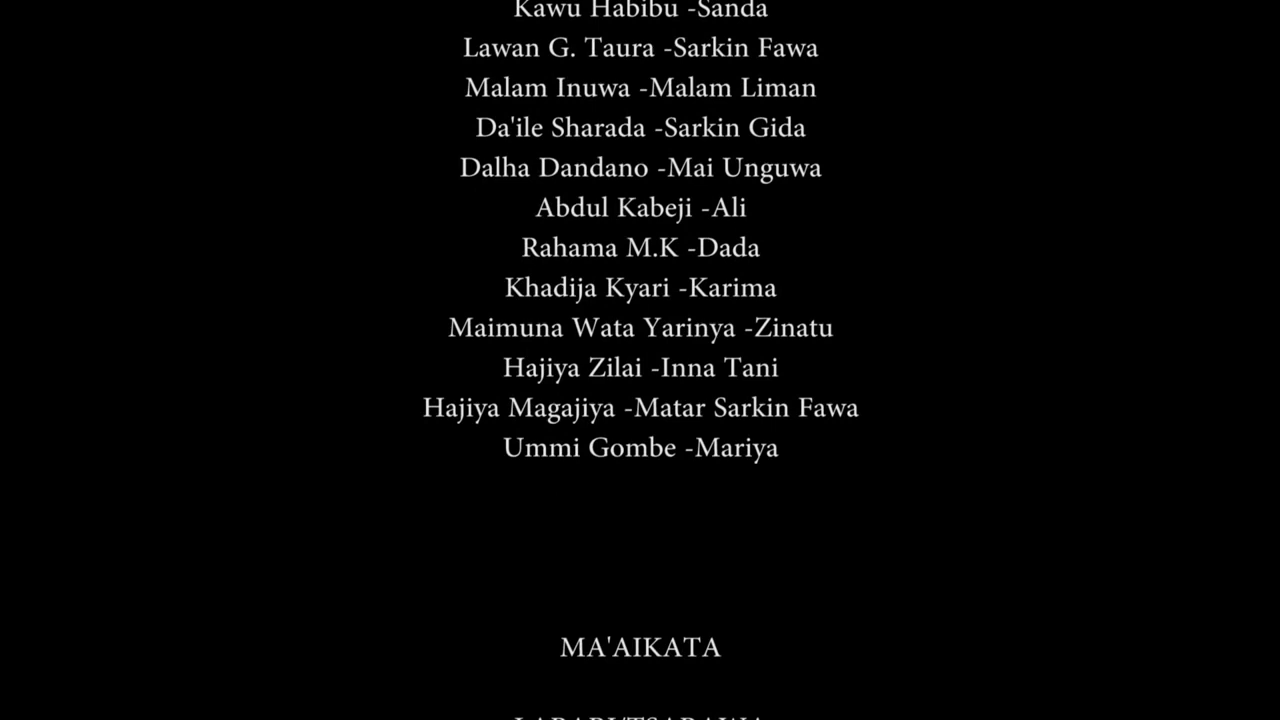 Kawu Habibu -Sanda
Lawan G. Taura -Sarkin Fawa
Malam Inuwa -Malam Liman
Da'ile Sharada -Sarkin Gida
Dalha Dandano -Mai Unguwa
Abdul Kabeji -Ali
Rahama M.K -Dada
Khadija Kyari -Karima
Maimuna Wata Yarinya -Zinatu
Hajiya Zilai -Inna Tani
Hajiya Magajiya -Matar Sarkin Fawa
Ummi Gombe -Mariya
MA'AIKATA